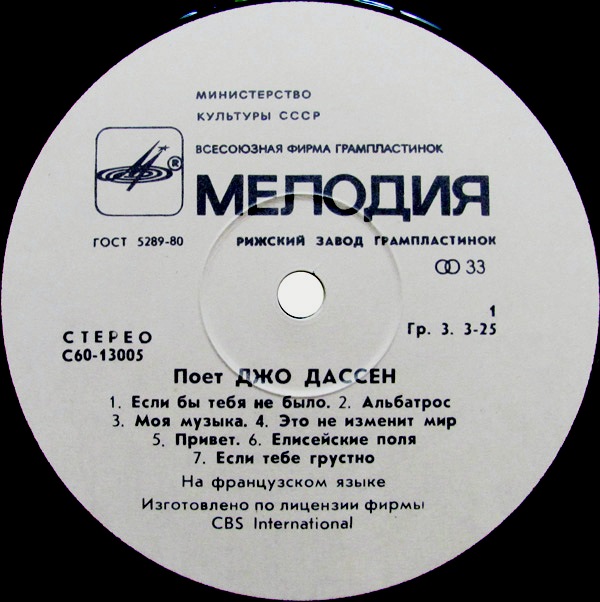 МИНИСТЕРСТВО
КУЛЬТУРЫ СССР
ВСЕСОЮЗНАЯ ФИРМА ГРАМПЛАСТИНОК
®
МЕЛОДИЯ
ГОСТ 5289-80 РИЖСКИЙ ЗАВОД ГРАМПЛАСТИНОК
33
1
СТЕРЕО Гр. 3. 3-25
С60-13005
Поет ДЖО ДАССЕН
1. Если бы тебя не было. 2. Альбатрос
3. Моя музыка. 4. Это не изменит мир
5. Привет. 6. Елисейские поля
7. Если тебе грустно
На французском языке
Изготовлено по лицензии фирмы
CBS International